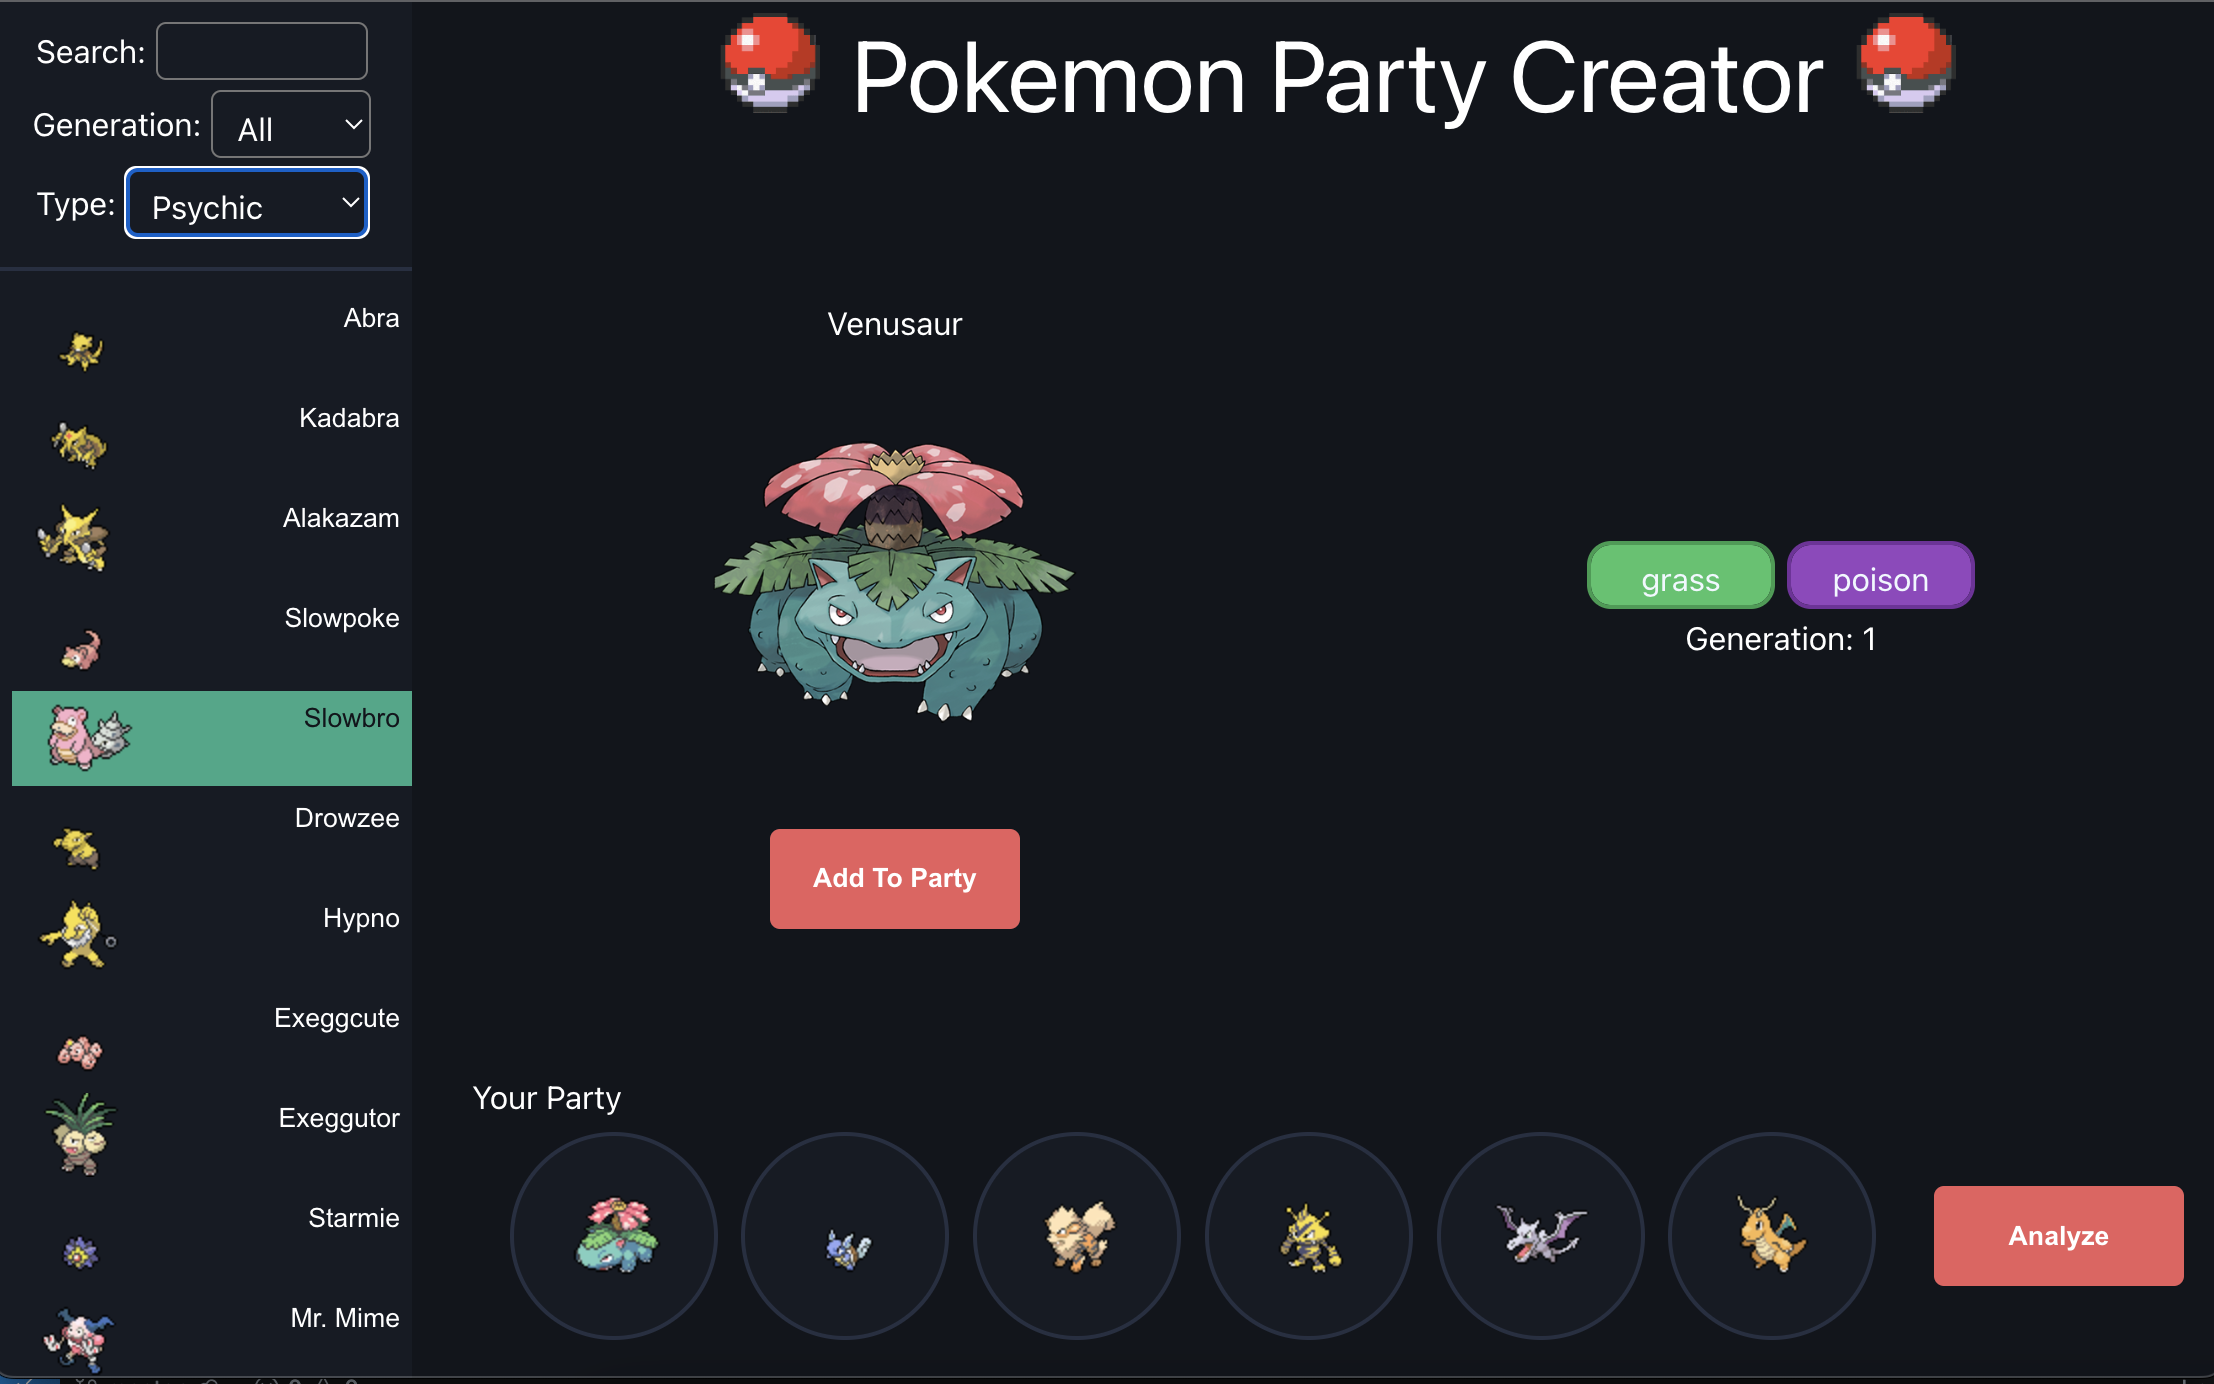 Search:
Generation: All
Type: Psychic
Abra
Kadabra
Alakazam
Slowpoke
Slowbro
Drowzee
Hypno
Exeggcute
Exeggutor
Starmie
Mr. Mime
Pokemon Party Creator
Venusaur
grass poison
Generation: 1
Add To Party
Your Party
Analyze